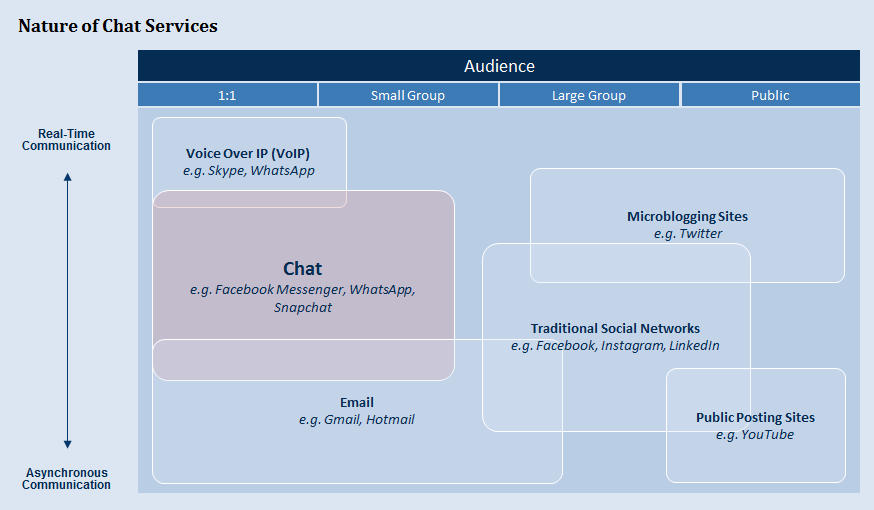 Nature of Chat Services
Audience
1:1
Small Group
Large Group
Public
Real-Time
Communication
Voice Over IP (VoIP)
e.g. Skype, WhatsApp
Microblogging Sites
e.g. Twitter
Chat
e.g. Facebook Messenger, WhatsApp,
Snapchat
Traditional Social Networks
e.g. Facebook, Instagram, LinkedIn
Email
e.g. Gmail, Hotmail
Public Posting Sites
e.g. YouTube
Asynchronous
Communication